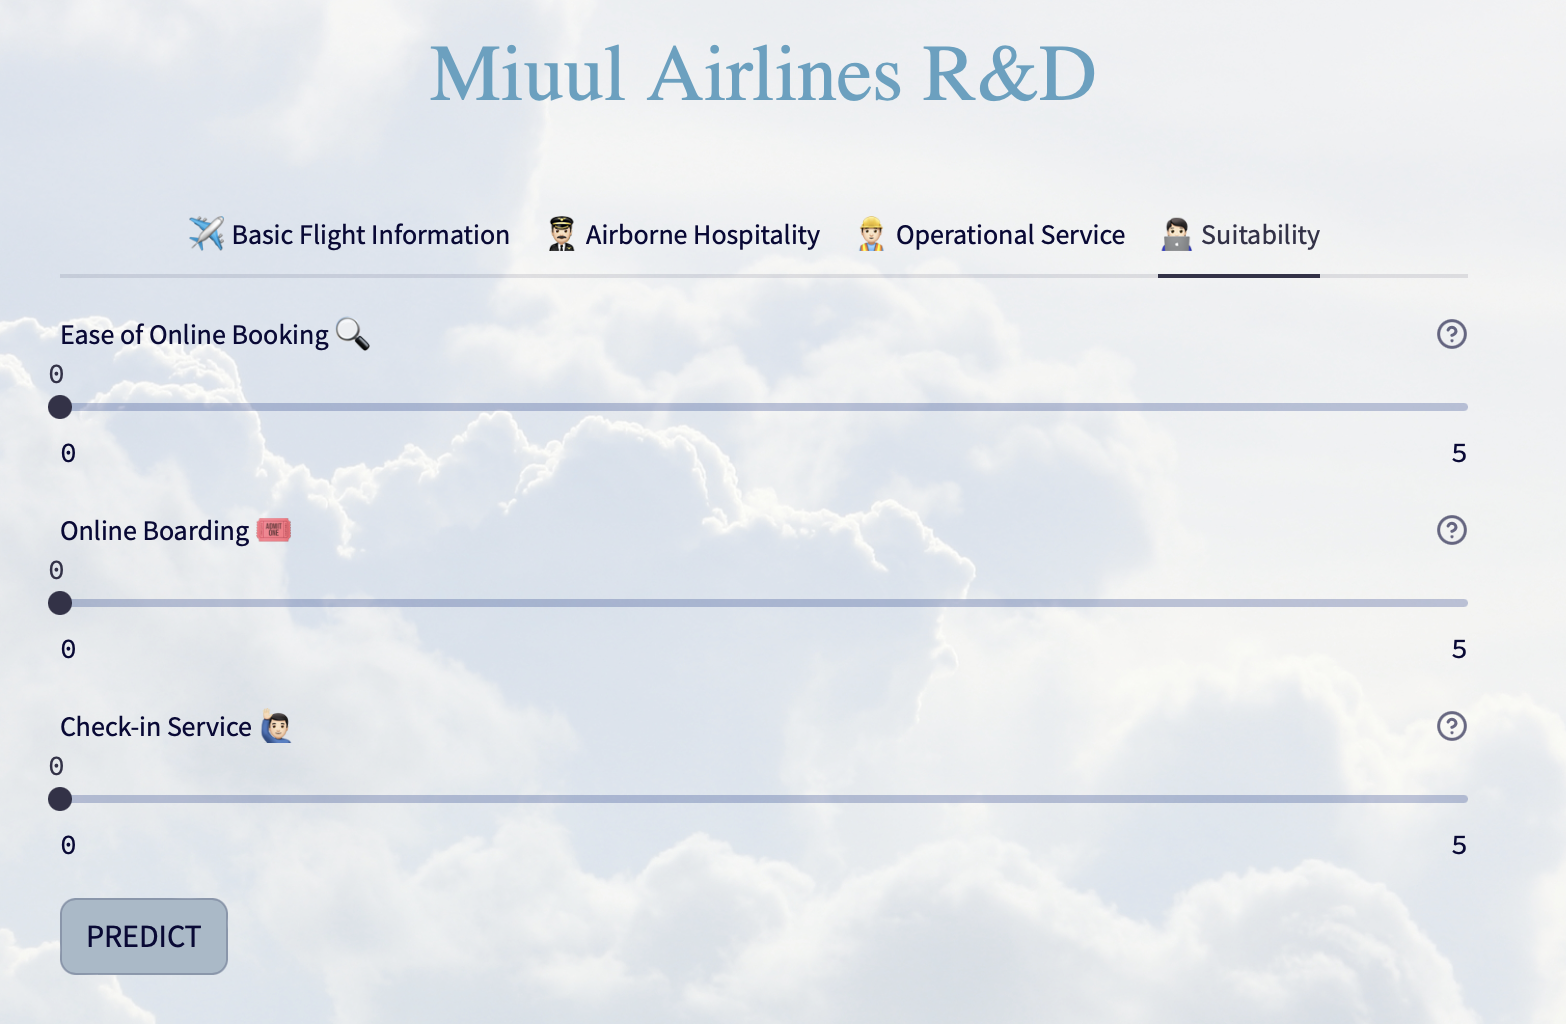 Miuul Airlines R&D
✈️ Basic Flight Information 👨🏻‍✈️ Airborne Hospitality 👷🏻‍♂️ Operational Service 🧑🏻‍💻 Suitability
Ease of Online Booking 🔍
0
0 5
Online Boarding 🎟️
0
0 5
Check-in Service 🙋🏻‍♂️
0
0 5
PREDICT